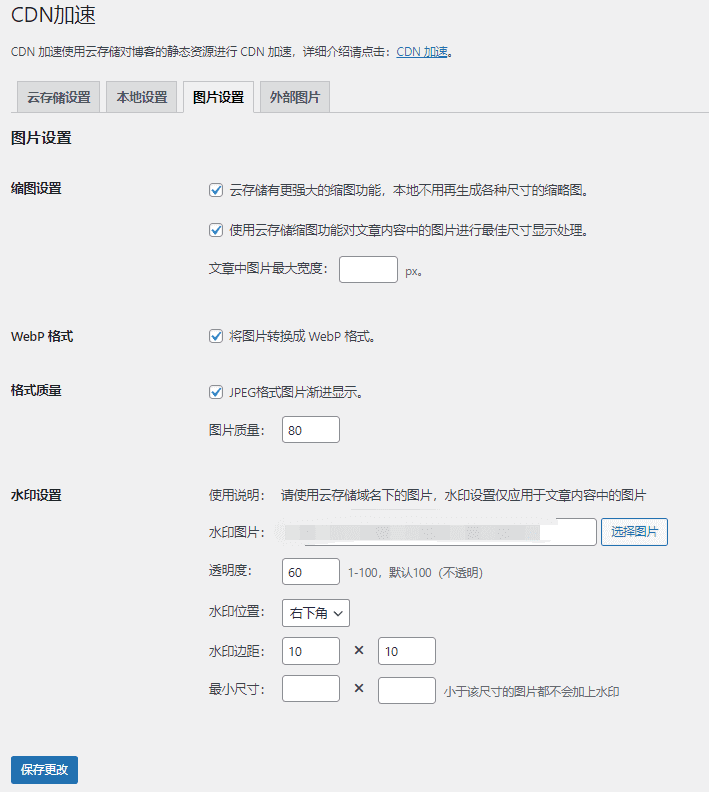 CDN加速
CDN 加速使用云存储对博客的静态资源进行 CDN 加速，详细介绍请点击：CDN 加速。
云存储设置 本地设置 图片设置 外部图片
图片设置
缩图设置 云存储有更强大的缩图功能，本地不用再生成各种尺寸的缩略图。
使用云存储缩图功能对文章内容中的图片进行最佳尺寸显示处理。
文章中图片最大宽度： px。
WebP 格式 将图片转换成 WebP 格式。
格式质量 JPEG格式图片渐进显示。
图片质量： 80
水印设置 使用说明： 请使用云存储域名下的图片，水印设置仅应用于文章内容中的图片
水印图片： 选择图片
透明度： 60 1-100，默认100（不透明）
水印位置： 右下角
水印边距： 10 × 10
最小尺寸： × 小于该尺寸的图片都不会加上水印
保存更改